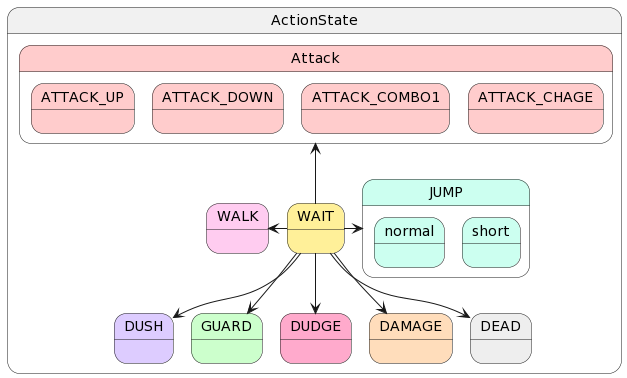 ActionState
Attack
ATTACK_UP
ATTACK_DOWN
ATTACK_COMBO1
ATTACK_CHAGE
JUMP
WALK
WAIT
normal
short
DUSH
GUARD
DUDGE
DAMAGE
DEAD